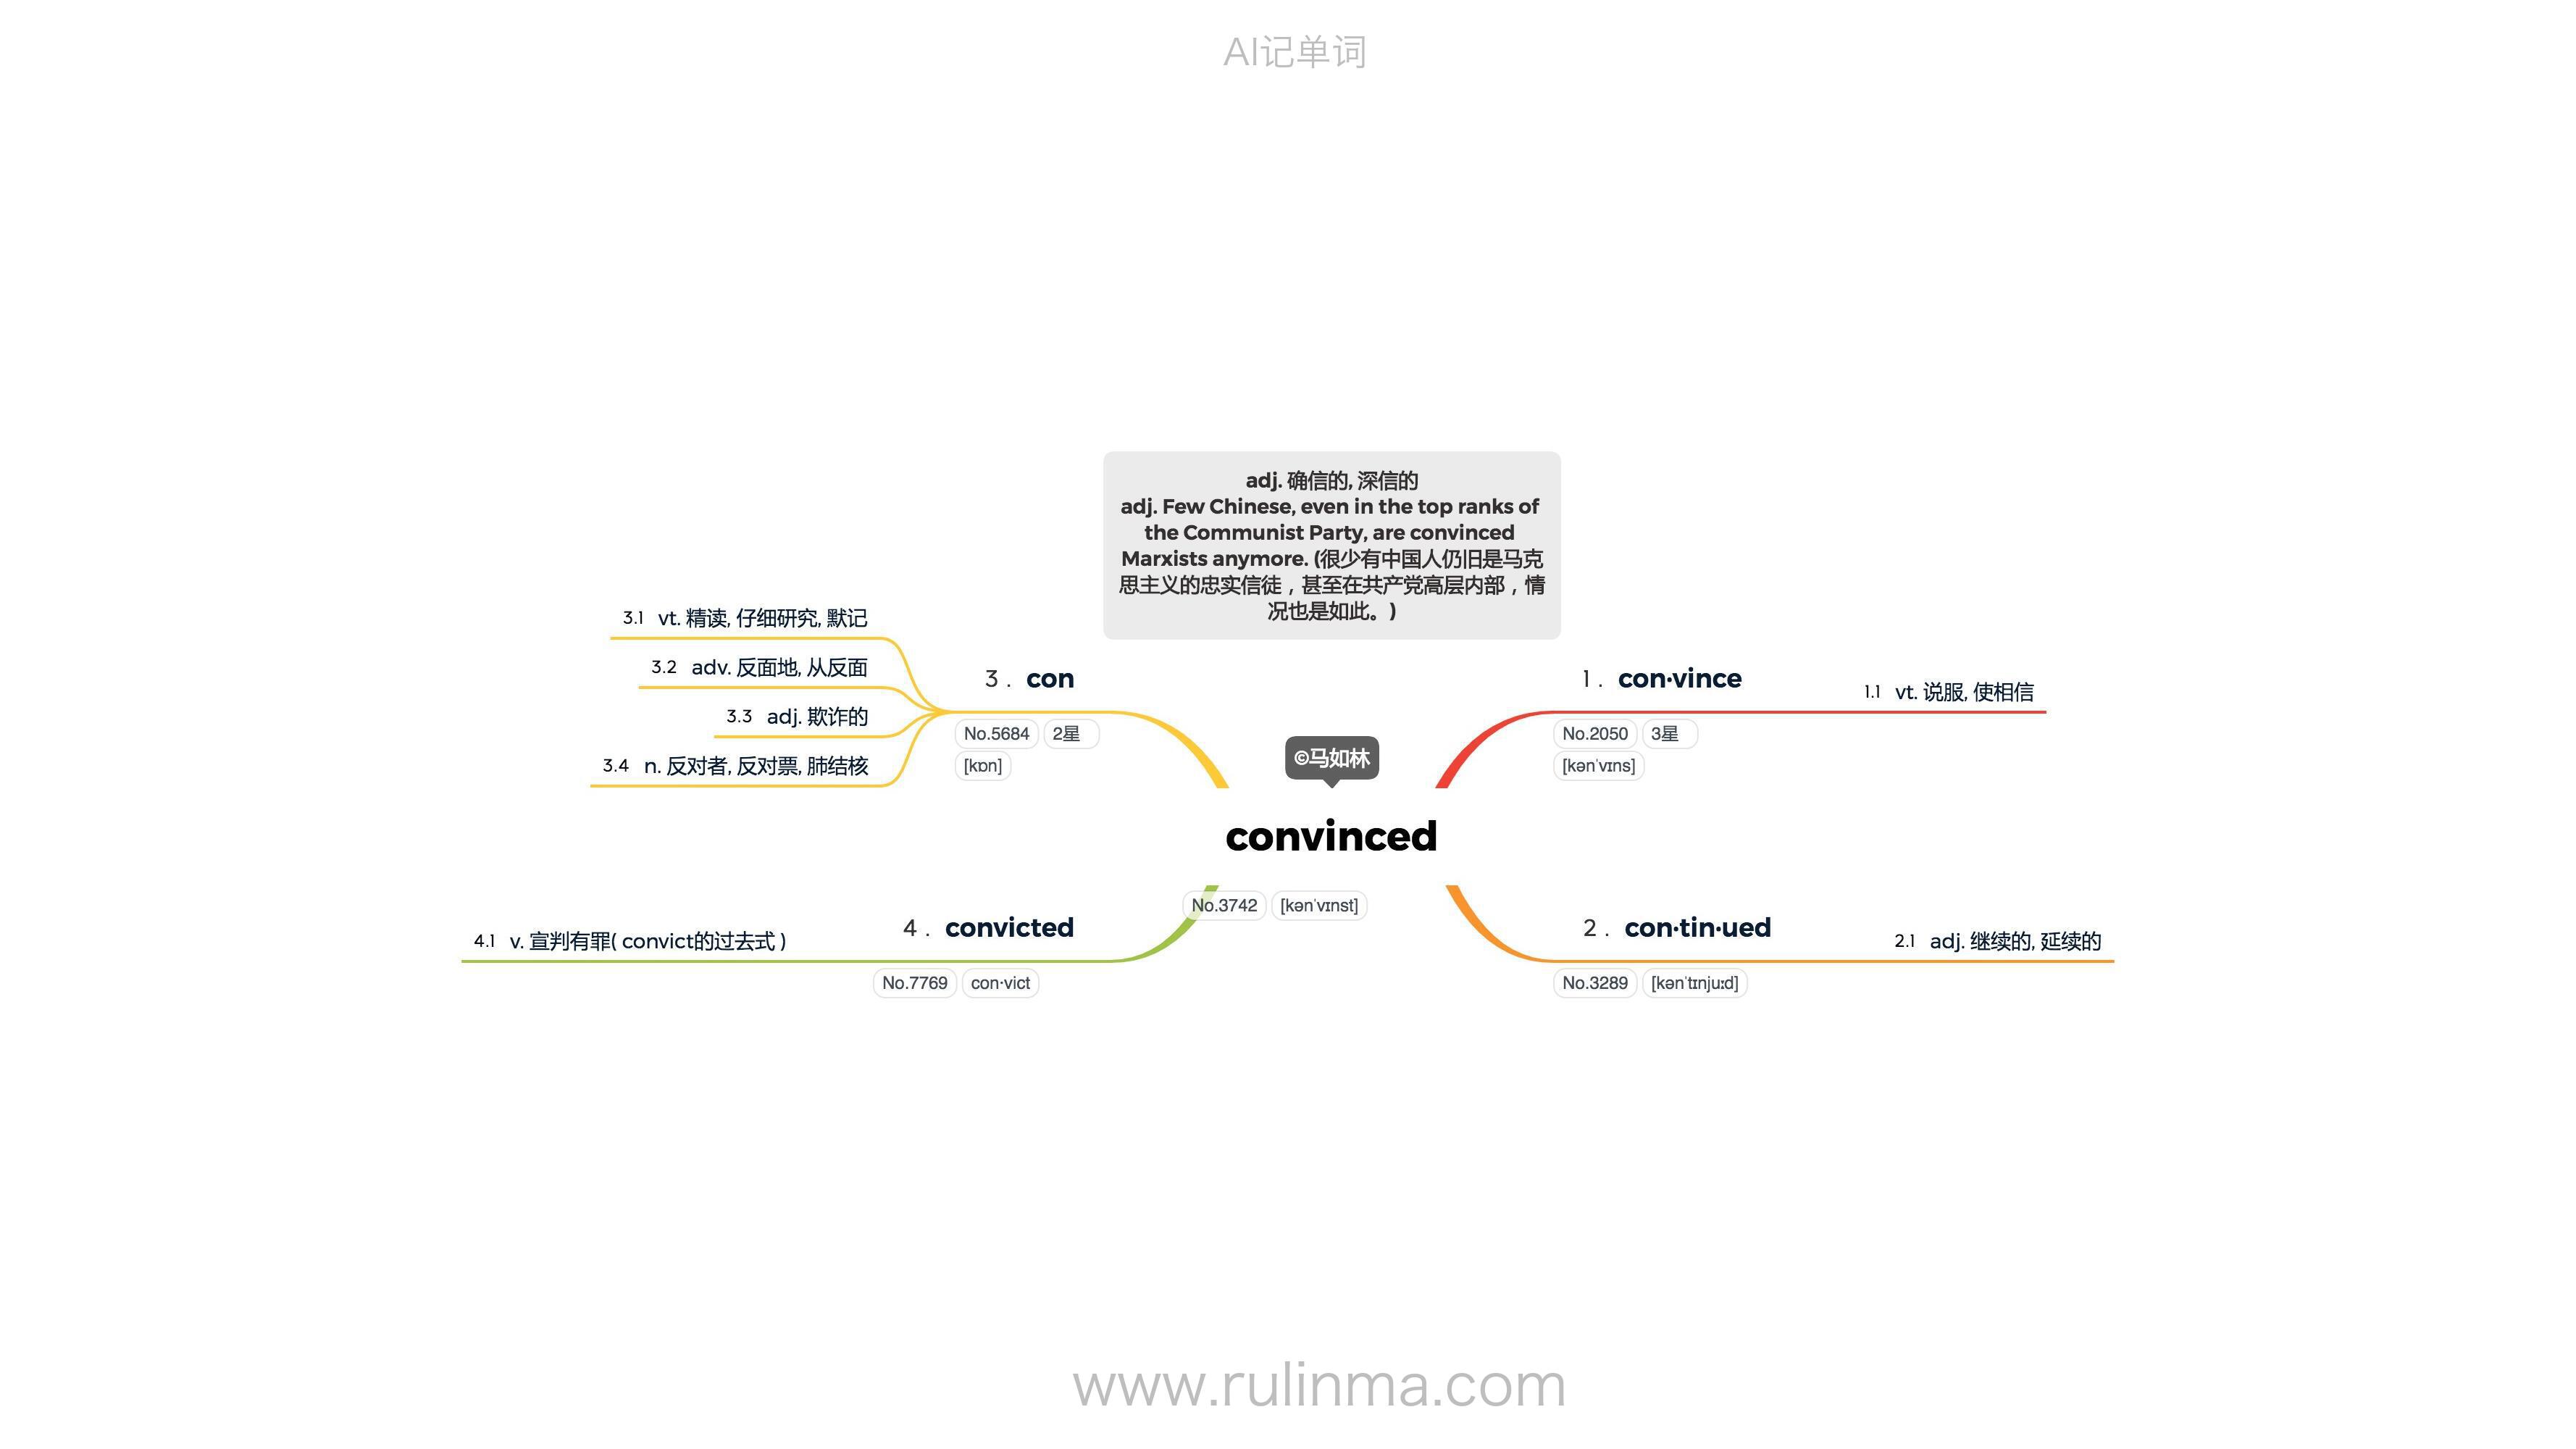 AI记单词
adj. 确信的, 深信的
adj. Few Chinese, even in the top ranks of
the Communist Party, are convinced
Marxists anymore. (很少有中国人仍旧是马克
思主义的忠实信徒，甚至在共产党高层内部，情
况也是如此。)
©马如林
convinced
No.3742 [kənˈvɪnst]
1 . con·vince
No.2050 3星
[kənˈvɪns]
1.1 vt. 说服, 使相信
2 . con·tin·ued
No.3289 [kənˈtɪnjuːd]
2.1 adj. 继续的, 延续的
3 . con
No.5684 2星
[kɒn]
3.1 vt. 精读, 仔细研究, 默记
3.2 adv. 反面地, 从反面
3.3 adj. 欺诈的
3.4 n. 反对者, 反对票, 肺结核
4 . convicted
No.7769 con·vict
4.1 v. 宣判有罪( convict的过去式 )
www.rulinma.com